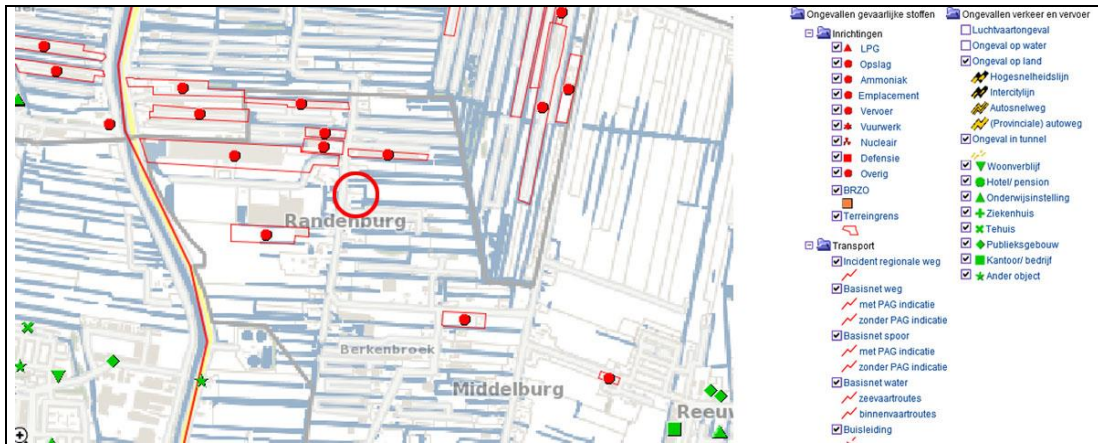 Randenburg
Berkenbroek
Middelburg
Reeuw
Ongevallen gevaarlijke stoffen
Inrichtingen
LPG
Opslag
Ammoniak
Emplacement
Vervoer
Vuurwerk
Nucleair
Defensie
Overig
BRZO
Terreingrens
Transport
Incident regionale weg
Basisnet weg
met PAG indicatie
zonder PAG indicatie
Basisnet spoor
met PAG indicatie
zonder PAG indicatie
Basisnet water
zeevaartroutes
binnenvaartroutes
Buisleiding
Ongevallen verkeer en vervoer
Luchtvaartongeval
Ongeval op water
Ongeval op land
Hogesnelheidslijn
Intercitylijn
Autosnelweg
(Provinciale) autoweg
Ongeval in tunnel
Woonverblijf
Hotel/ pension
Onderwijsinstelling
Ziekenhuis
Tehuis
Publieksgebouw
Kantoor/ bedrijf
Ander object